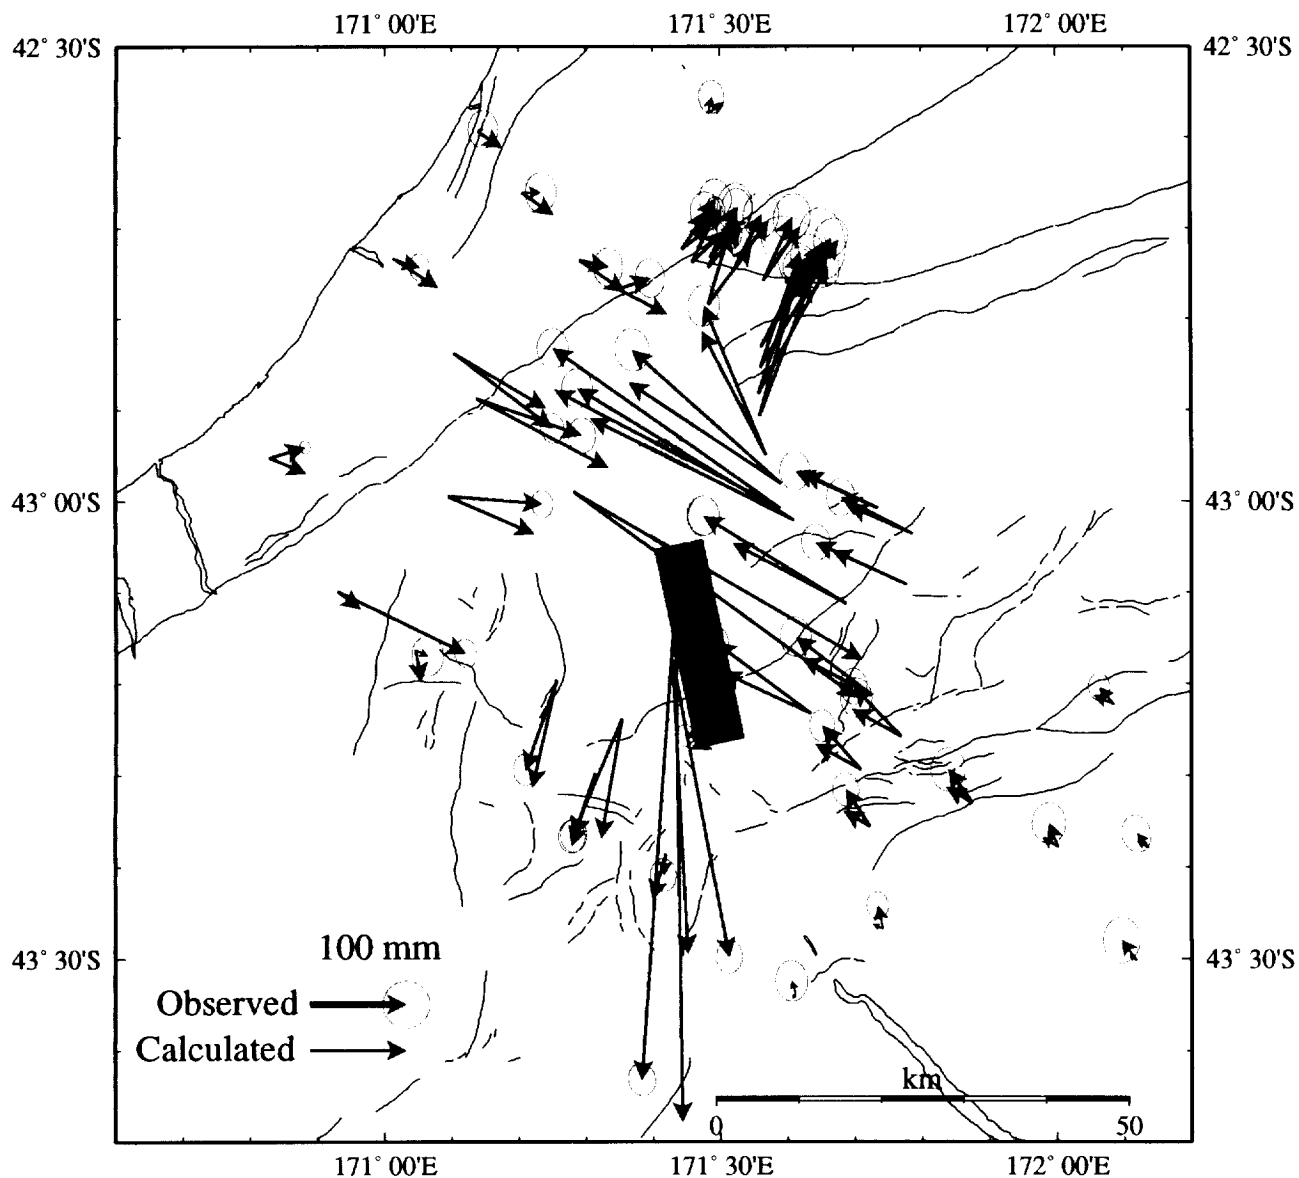 171° 00'E 171° 30'E 172° 00'E
42° 30'S 42° 30'S
43° 00'S 43° 00'S
43° 30'S 43° 30'S
100 mm
Observed
Calculated
km
0 50
171° 00'E 171° 30'E 172° 00'E